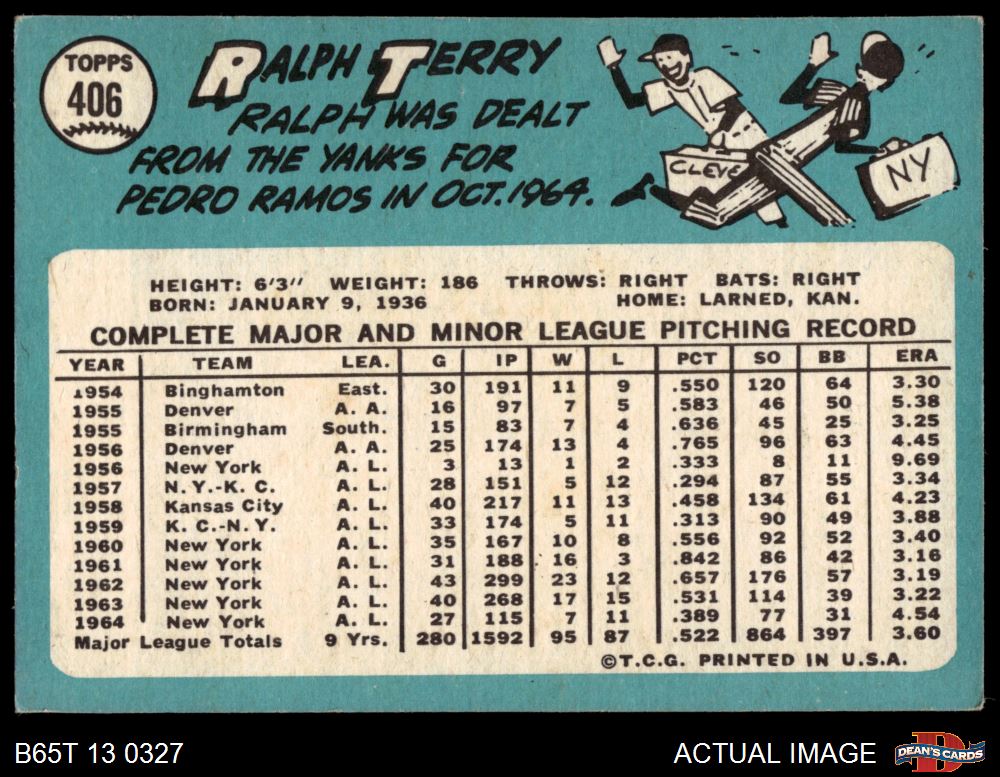 TOPPS
406
RALPH TERRY
RALPH WAS DEALT
FROM THE YANKS FOR
PEDRO RAMOS IN OCT. 1964.
CLEVE
NY
HEIGHT: 6'3" WEIGHT: 186 THROWS: RIGHT BATS: RIGHT
BORN: JANUARY 9, 1936 HOME: LARNED, KAN.
COMPLETE MAJOR AND MINOR LEAGUE PITCHING RECORD
YEAR TEAM LEA. G IP W L PCT SO BB ERA
1954 Binghamton East. 30 191 11 9 .550 120 64 3.30
1955 Denver A. A. 16 97 7 5 .583 46 50 5.38
1955 Birmingham South. 15 83 7 4 .636 45 25 3.25
1956 Denver A. A. 25 174 13 4 .765 96 63 4.45
1956 New York A. L. 3 13 1 2 .333 8 11 9.69
1957 N. Y.-K. C. A. L. 28 151 5 12 .294 87 55 3.34
1958 Kansas City A. L. 40 217 11 13 .458 134 61 4.23
1959 K. C.-N. Y. A. L. 33 174 5 11 .313 90 49 3.88
1960 New York A. L. 35 167 10 8 .556 92 52 3.40
1961 New York A. L. 31 188 16 3 .842 86 42 3.16
1962 New York A. L. 43 299 23 12 .657 176 57 3.19
1963 New York A. L. 40 268 17 15 .531 114 39 3.22
1964 New York A. L. 27 115 7 11 .389 77 31 4.54
Major League Totals 9 Yrs. 280 1592 95 87 .522 864 397 3.60
©T.C.G. PRINTED IN U.S.A.
B65T 13 0327 ACTUAL IMAGE DEAN'S CARDS